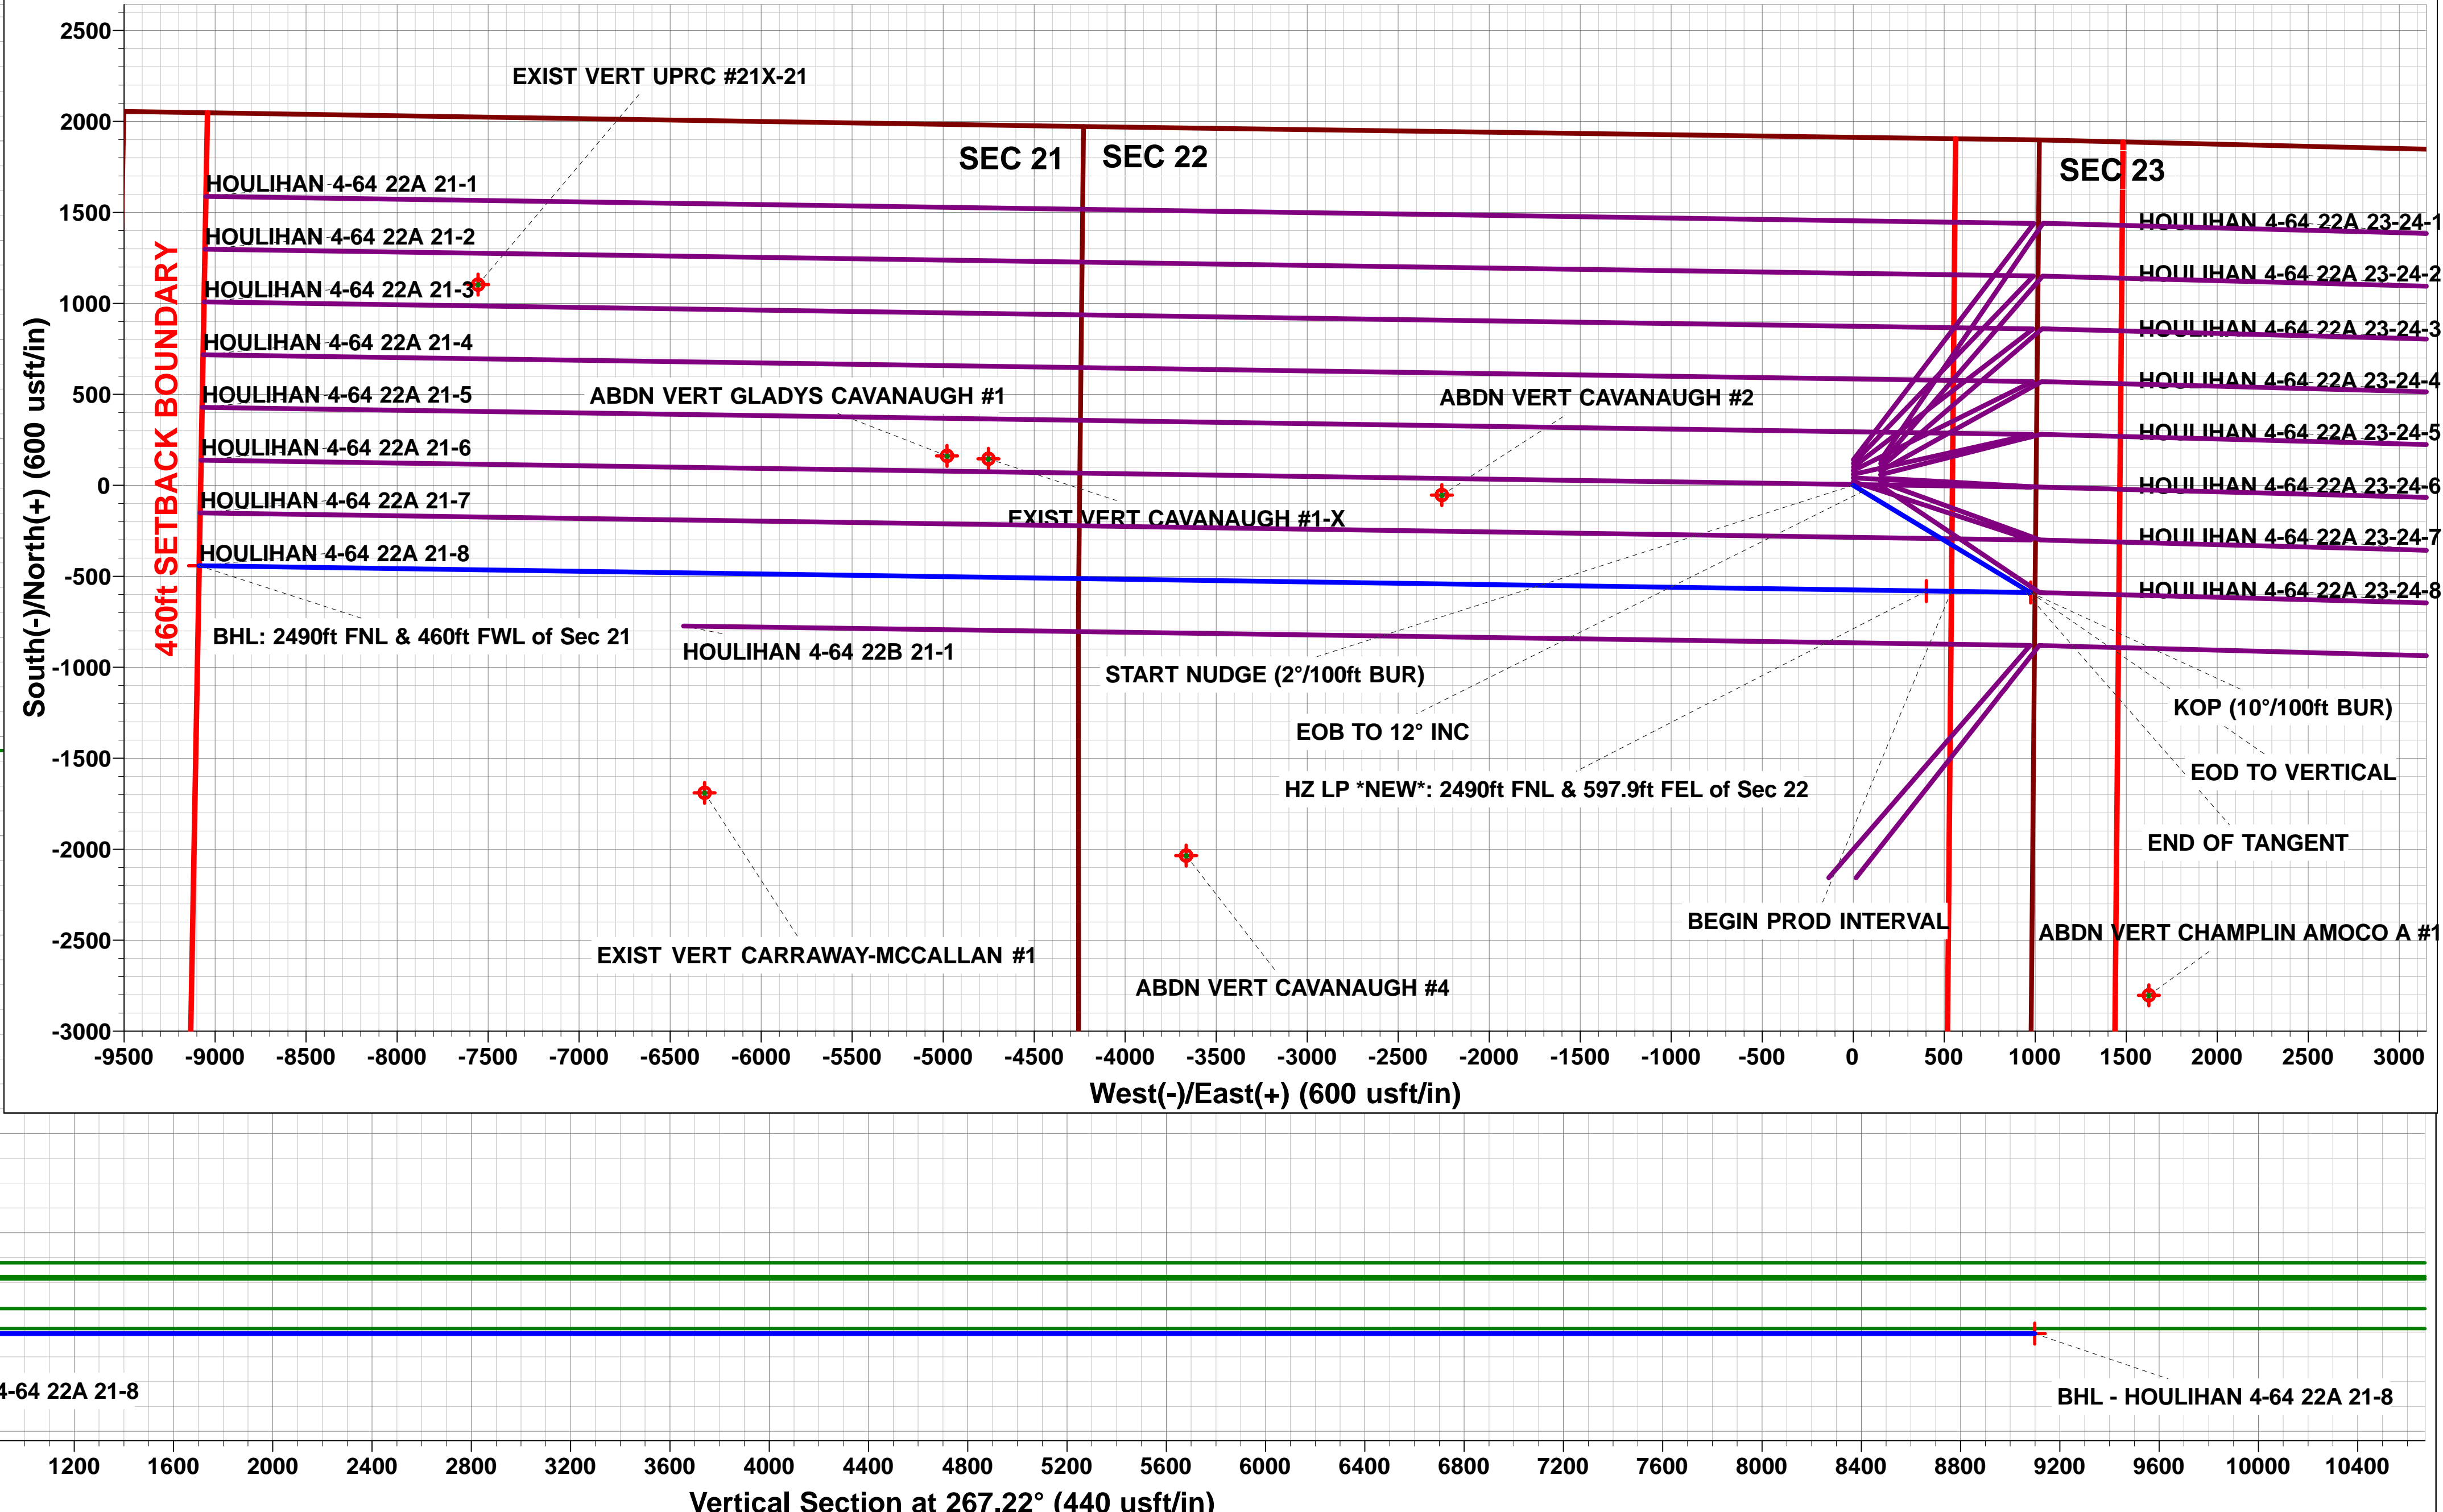 2500
2000
1500
1000
500
0
-500
-1000
-1500
-2000
-2500
-3000
South(-)/North(+) (600 usft/in)
EXIST VERT UPRC #21X-21
SEC 21
SEC 22
SEC 23
460ft SETBACK BOUNDARY
HOULIHAN 4-64 22A 21-1
HOULIHAN 4-64 22A 21-2
HOULIHAN 4-64 22A 21-3
HOULIHAN 4-64 22A 21-4
HOULIHAN 4-64 22A 21-5
HOULIHAN 4-64 22A 21-6
HOULIHAN 4-64 22A 21-7
HOULIHAN 4-64 22A 21-8
HOULIHAN 4-64 22A 23-24-1
HOULIHAN 4-64 22A 23-24-2
HOULIHAN 4-64 22A 23-24-3
HOULIHAN 4-64 22A 23-24-4
HOULIHAN 4-64 22A 23-24-5
HOULIHAN 4-64 22A 23-24-6
HOULIHAN 4-64 22A 23-24-7
HOULIHAN 4-64 22A 23-24-8
ABDN VERT GLADYS CAVANAUGH #1
ABDN VERT CAVANAUGH #2
EXIST VERT CAVANAUGH #1-X
BHL: 2490ft FNL & 460ft FWL of Sec 21
HOULIHAN 4-64 22B 21-1
START NUDGE (2°/100ft BUR)
EOB TO 12° INC
HZ LP *NEW*: 2490ft FNL & 597.9ft FEL of Sec 22
KOP (10°/100ft BUR)
EOD TO VERTICAL
END OF TANGENT
BEGIN PROD INTERVAL
ABDN VERT CHAMPLIN AMOCO A #1
EXIST VERT CARRAWAY-MCCALLAN #1
ABDN VERT CAVANAUGH #4
-9500 -9000 -8500 -8000 -7500 -7000 -6500 -6000 -5500 -5000 -4500 -4000 -3500 -3000 -2500 -2000 -1500 -1000 -500 0 500 1000 1500 2000 2500 3000
West(-)/East(+) (600 usft/in)
4-64 22A 21-8
BHL - HOULIHAN 4-64 22A 21-8
1200 1600 2000 2400 2800 3200 3600 4000 4400 4800 5200 5600 6000 6400 6800 7200 7600 8000 8400 8800 9200 9600 10000 10400
Vertical Section at 267.22° (440 usft/in)